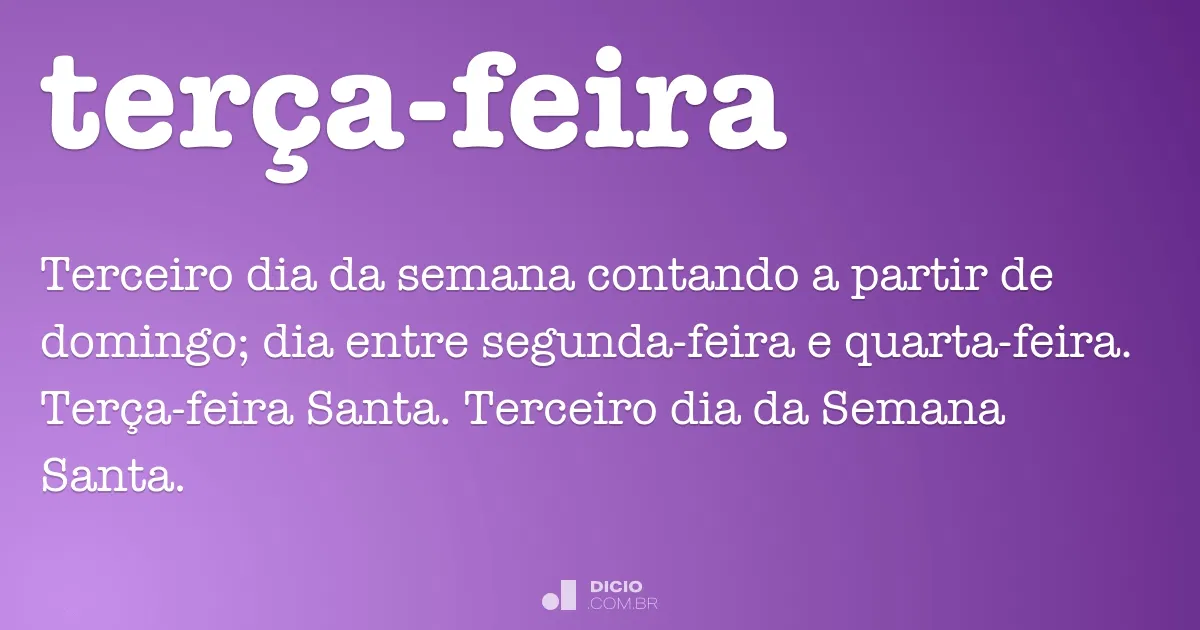 terça-feira
Terceiro dia da semana contando a partir de
domingo; dia entre segunda-feira e quarta-feira.
Terça-feira Santa. Terceiro dia da Semana
Santa.
DICIO
.COM.BR